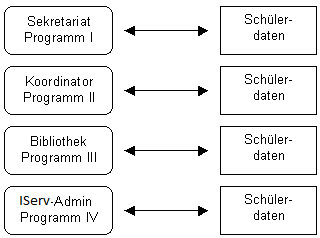 Sekretariat
Programm I
Schüler-
daten
Koordinator
Programm II
Schüler-
daten
Bibliothek
Programm III
Schüler-
daten
IServ-Admin
Programm IV
Schüler-
daten